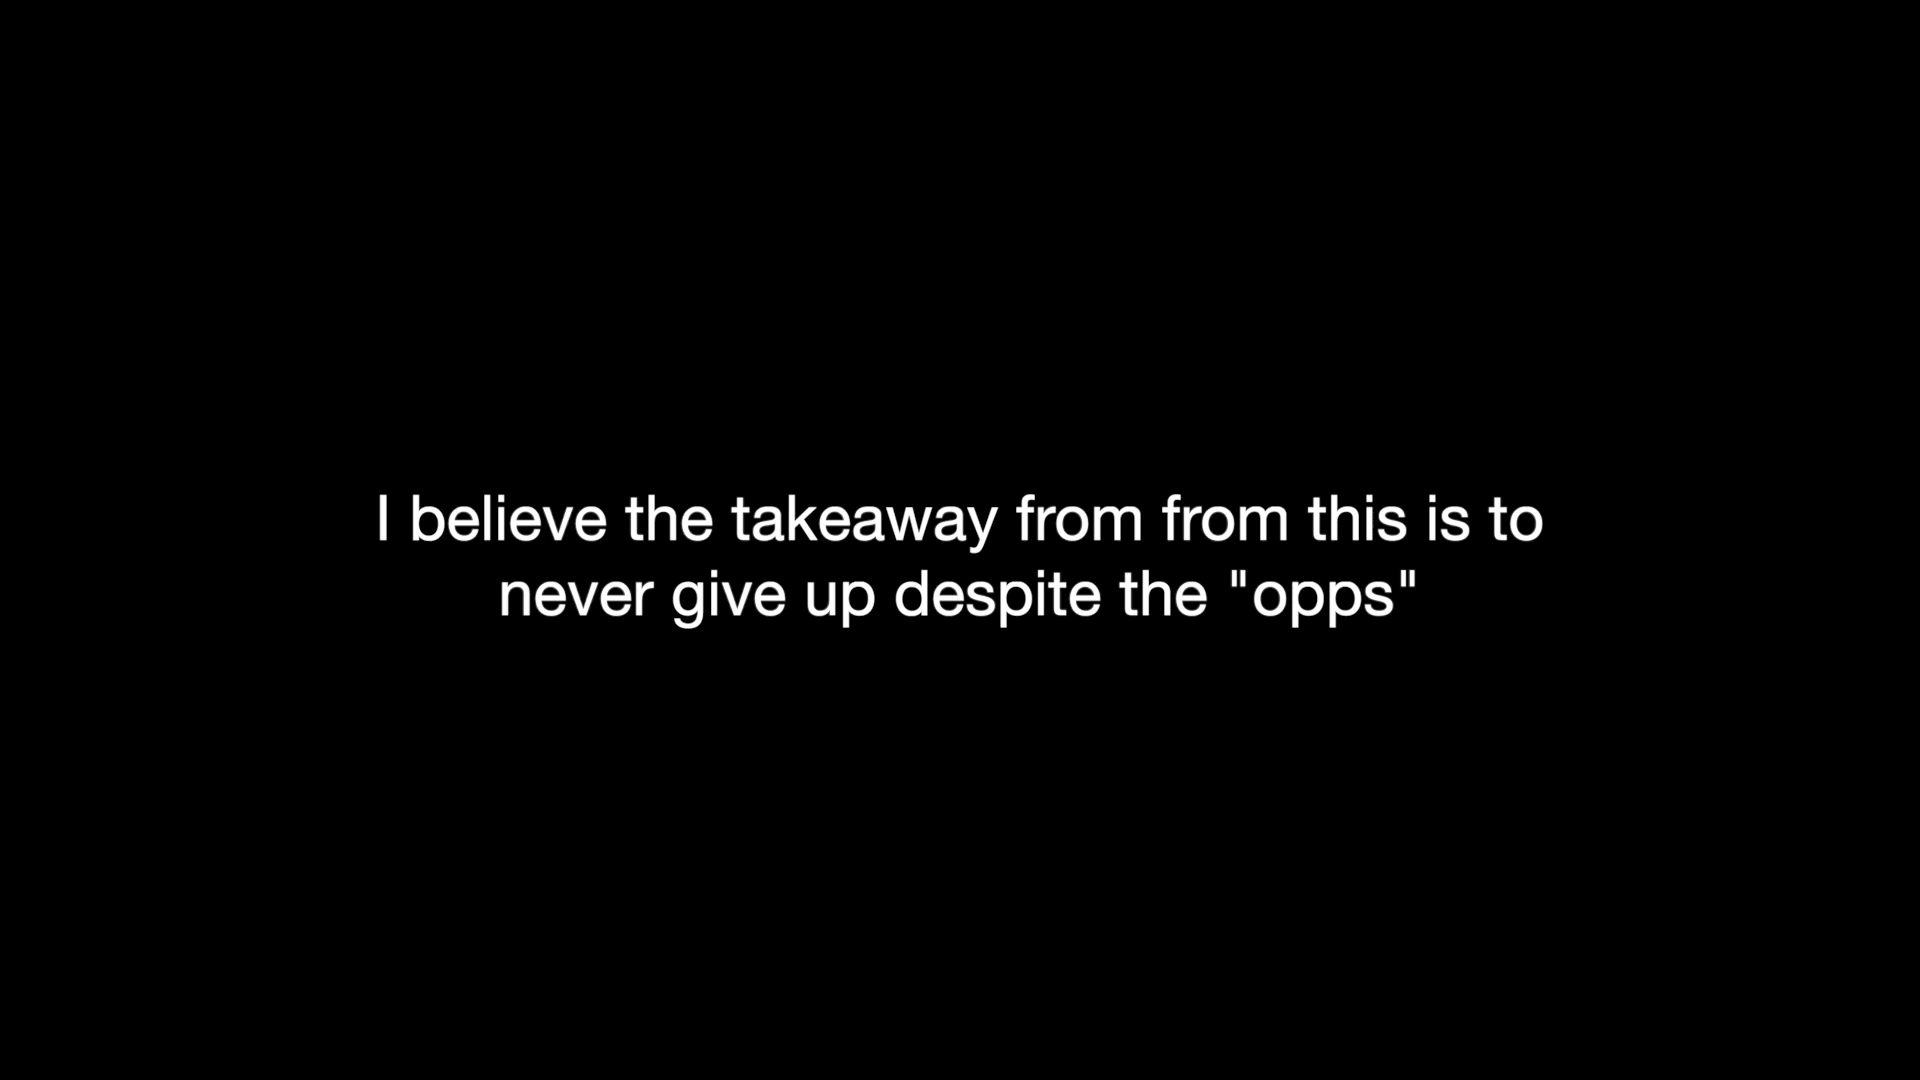 I believe the takeaway from from this is to
never give up despite the "opps"